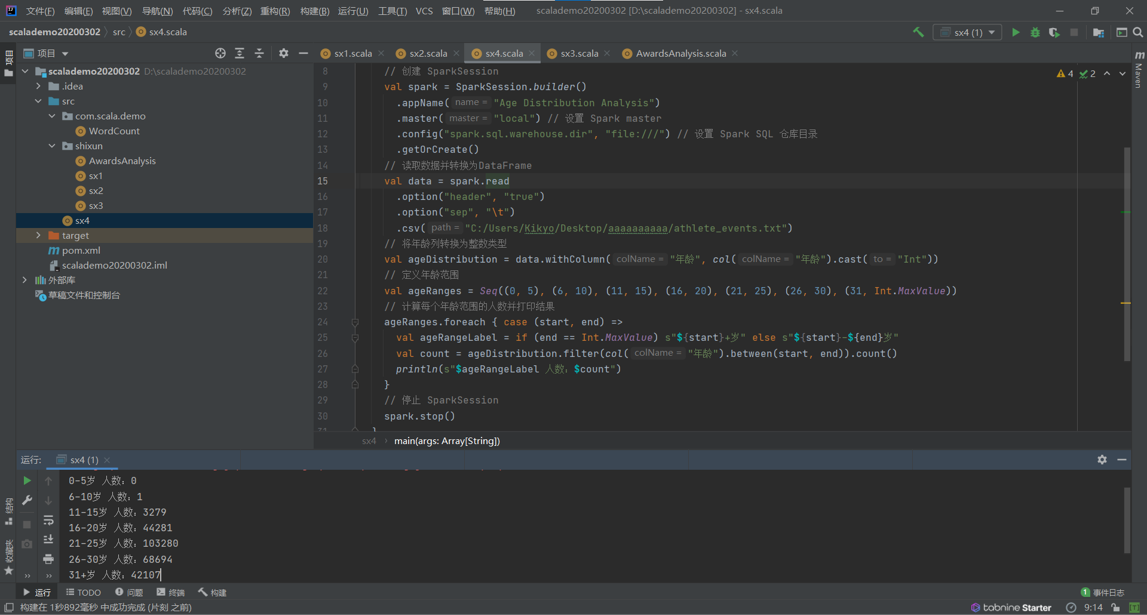 文件(F) 编辑(E) 视图(V) 导航(N) 代码(C) 分析(Z) 重构(R) 构建(B) 运行(U) 工具(T) VCS 窗口(W) 帮助(H) scalademo20200302 [D:\scalademo20200302] - sx4.scala
scalademo20200302 › src › sx4.scala
sx4 (1)
项目
sx1.scala sx2.scala sx4.scala sx3.scala AwardsAnalysis.scala
scalademo20200302 D:\scalademo20200302
.idea
src
com.scala.demo
WordCount
shixun
AwardsAnalysis
sx1
sx2
sx3
sx4
target
pom.xml
scalademo20200302.iml
外部库
草稿文件和控制台
4 2
8 // 创建 SparkSession
9 val spark = SparkSession.builder()
10 .appName( name = "Age Distribution Analysis")
11 .master( master = "local") // 设置 Spark master
12 .config("spark.sql.warehouse.dir", "file:///") // 设置 Spark SQL 仓库目录
13 .getOrCreate()
14 // 读取数据并转换为DataFrame
15 val data = spark.read
16 .option("header", "true")
17 .option("sep", "\t")
18 .csv( path = "C:/Users/Kikyo/Desktop/aaaaaaaaaa/athlete_events.txt")
19 // 将年龄列转换为整数类型
20 val ageDistribution = data.withColumn( colName = "年龄", col( colName = "年龄").cast( to = "Int"))
21 // 定义年龄范围
22 val ageRanges = Seq((0, 5), (6, 10), (11, 15), (16, 20), (21, 25), (26, 30), (31, Int.MaxValue))
23 // 计算每个年龄范围的人数并打印结果
24 ageRanges.foreach { case (start, end) =>
25 val ageRangeLabel = if (end == Int.MaxValue) s"${start}+岁" else s"${start}-${end}岁"
26 val count = ageDistribution.filter(col( colName = "年龄").between(start, end)).count()
27 println(s"$ageRangeLabel 人数: $count")
28 }
29 // 停止 SparkSession
30 spark.stop()
sx4 › main(args: Array[String])
Maven
运行: sx4 (1)
0-5岁 人数: 0
6-10岁 人数: 1
11-15岁 人数: 3279
16-20岁 人数: 44281
21-25岁 人数: 103280
26-30岁 人数: 68694
31+岁 人数: 42107
项目
结构
收藏夹
运行 TODO 问题 终端 构建 1 事件日志
构建在 1秒892毫秒 中成功完成 (片刻 之前) tabnine Starter 9:14